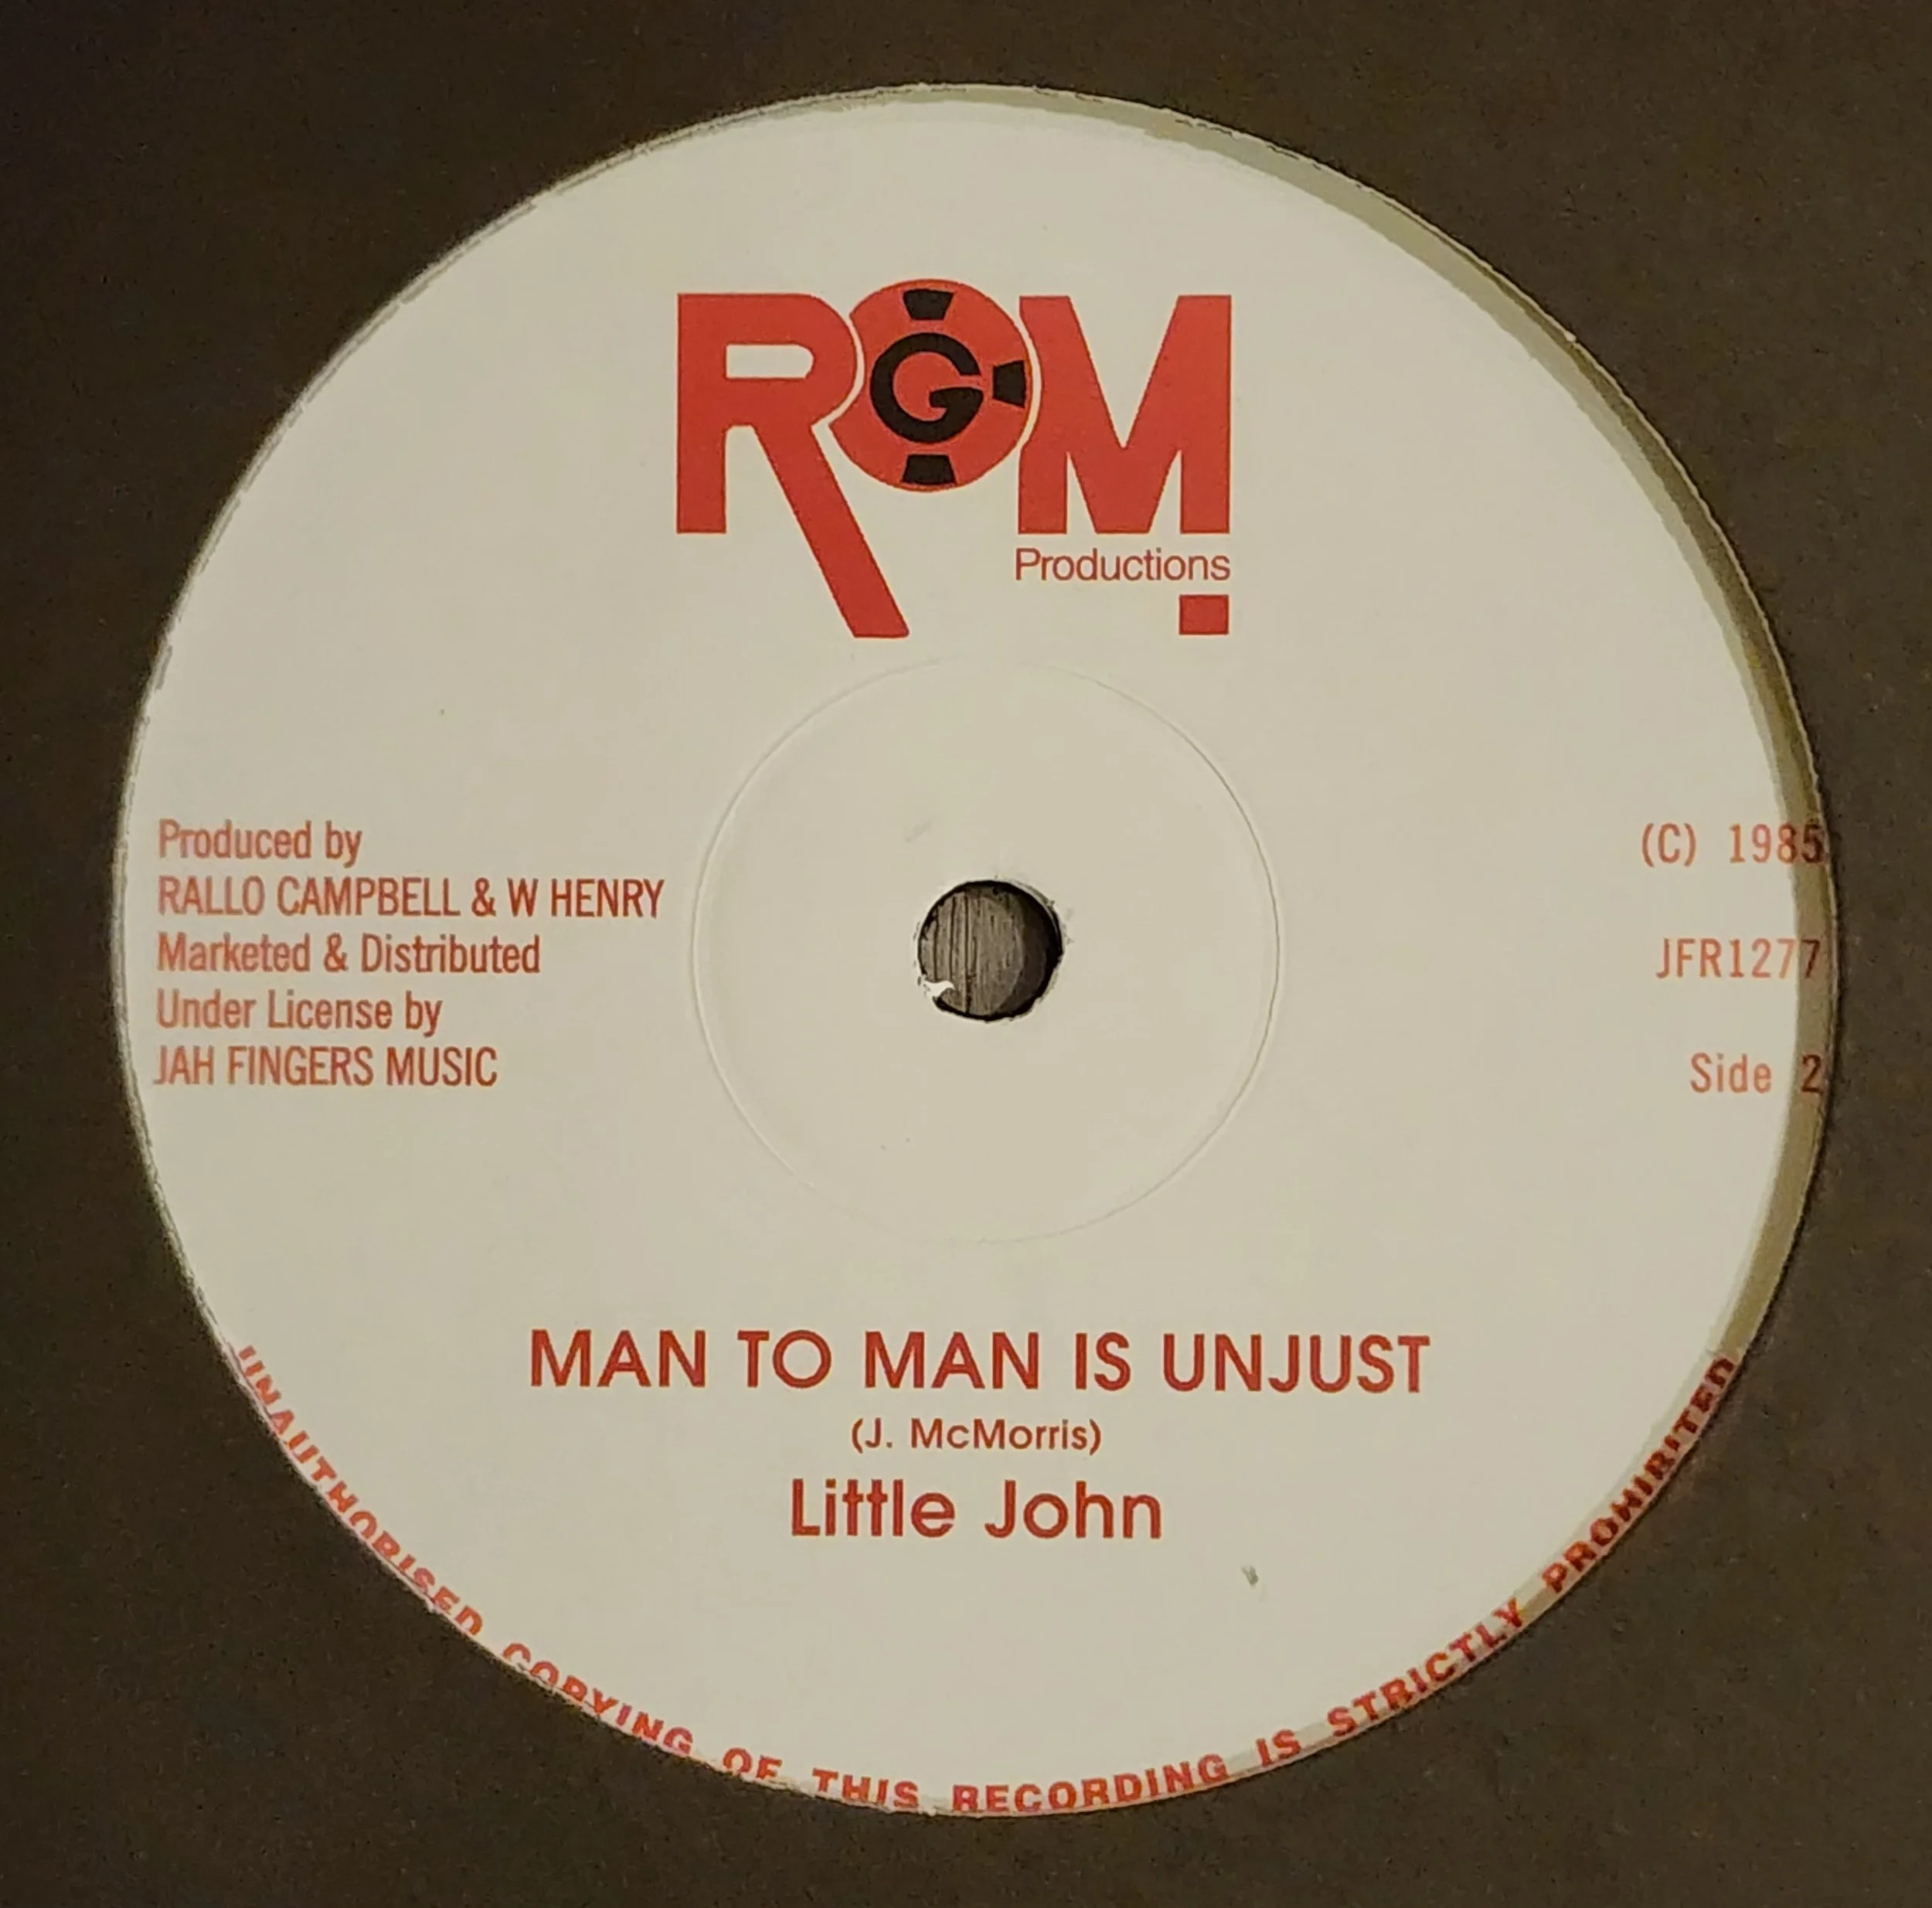 ROM
G
Productions
Produced by
RALLO CAMPBELL & W HENRY
Marketed & Distributed
Under License by
JAH FINGERS MUSIC
(C) 1985
JFR1277
Side 2
MAN TO MAN IS UNJUST
(J. McMorris)
Little John
UNAUTHORISED COPYING OF THIS RECORDING IS STRICTLY PROHIBITED